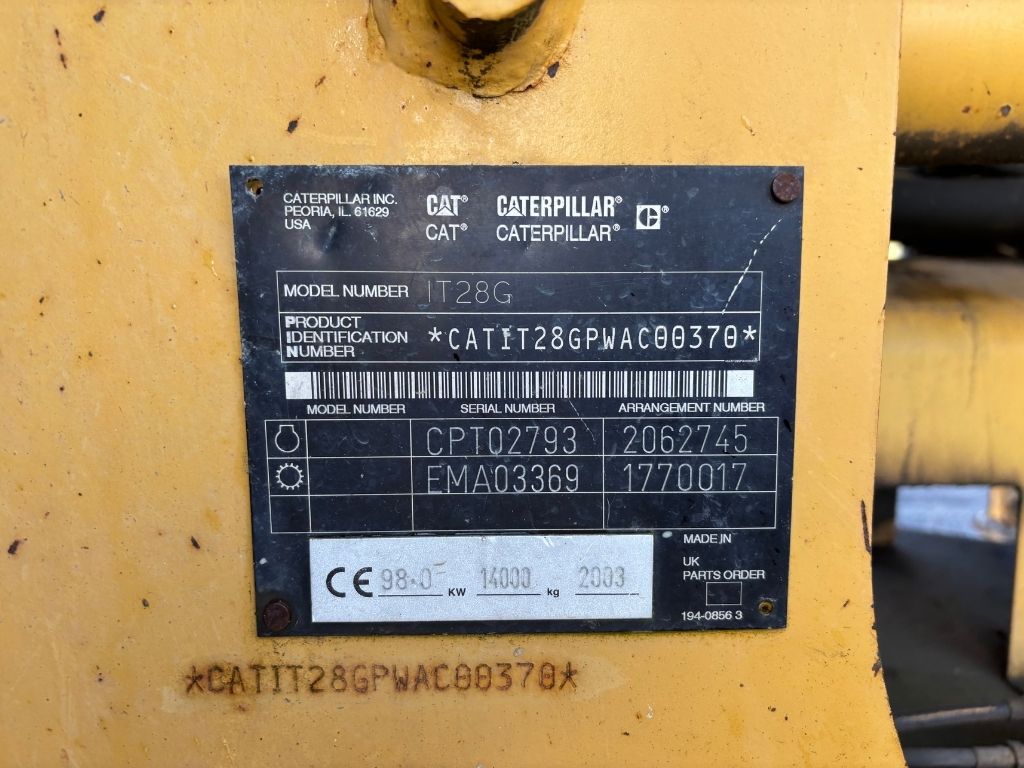 CATERPILLAR INC.
PEORIA, IL. 61629
USA
CAT® CATERPILLAR® C®
CAT® CATERPILLAR®
MODEL NUMBER IT28G
PRODUCT
IDENTIFICATION
NUMBER
*CATIT28GPWAC00370*
MODEL NUMBER SERIAL NUMBER ARRANGEMENT NUMBER
CPT02793 2062745
EMA03369 1770017
CE 98.0 KW 14000 kg 2003
MADE IN
UK
PARTS ORDER
194-0856 3
*CATIT28GPWAC00370*